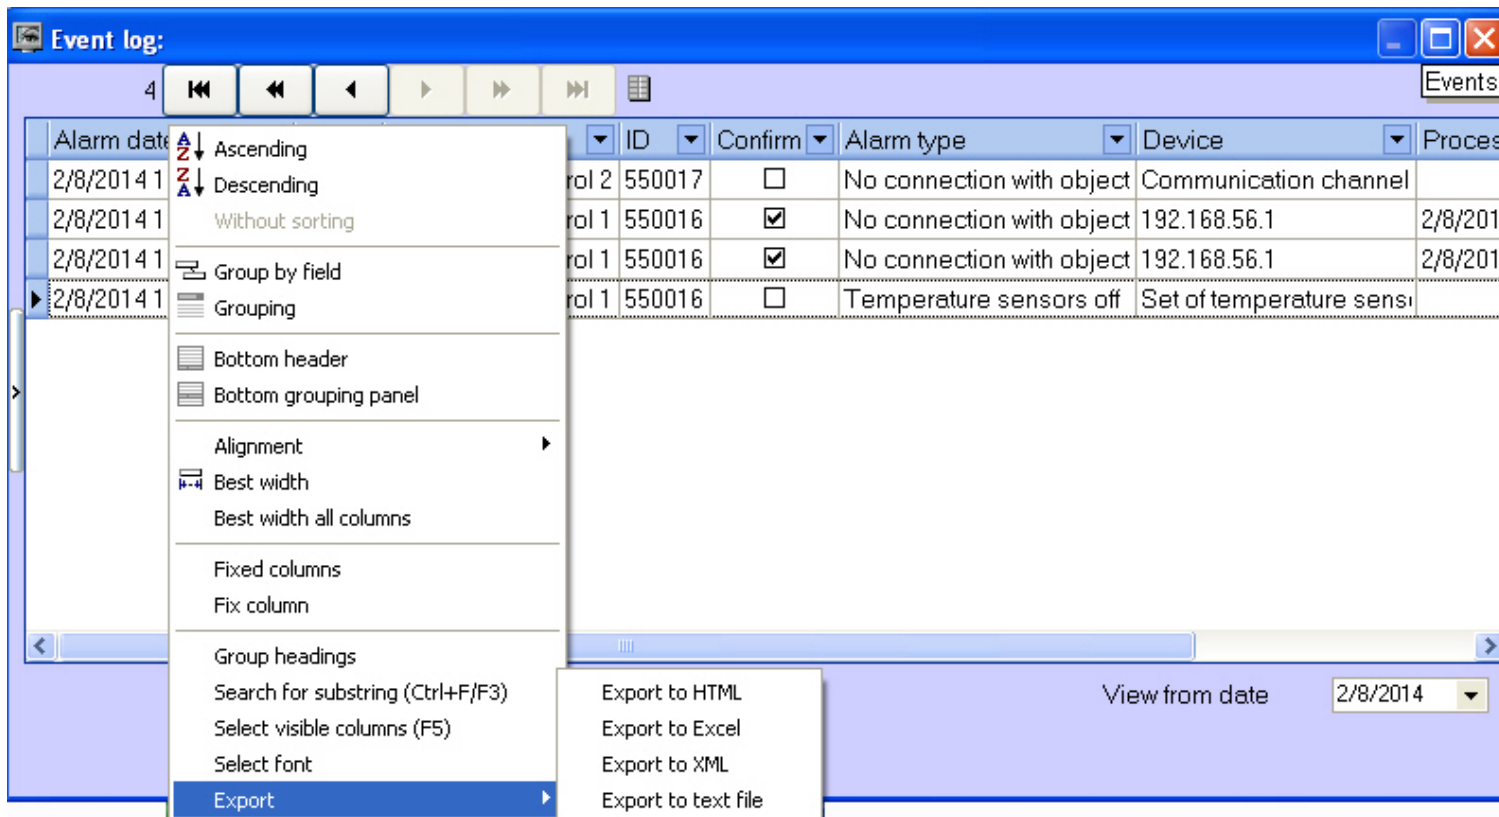 Event log:
4
Events
Alarm date ID Confirm Alarm type Device Proces
2/8/2014 1 rol 2 550017 No connection with object Communication channel
2/8/2014 1 rol 1 550016 No connection with object 192.168.56.1 2/8/201
2/8/2014 1 rol 1 550016 No connection with object 192.168.56.1 2/8/201
2/8/2014 1 rol 1 550016 Temperature sensors off Set of temperature sens
Ascending
Descending
Without sorting
Group by field
Grouping
Bottom header
Bottom grouping panel
Alignment
Best width
Best width all columns
Fixed columns
Fix column
Group headings
Search for substring (Ctrl+F/F3)
Select visible columns (F5)
Select font
Export
Export to HTML
Export to Excel
Export to XML
Export to text file
View from date 2/8/2014